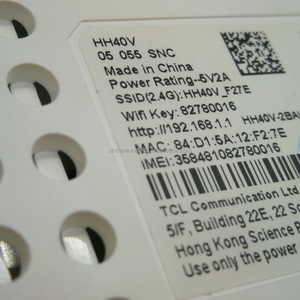 HH40V
05 055 SNC
Made in China
Power Rating--5V2A
SSID(2.4G):HH40V_F27E
Wifi Key:82780016
http://192.168.1.1 HH40V-2BA
MAC: 84:D1:5A:12:F2:7E
IMEI:358481082780016
TCL Communication Ltd
5/F, Building 22E, 22 S
Hong Kong Science
Use only the power